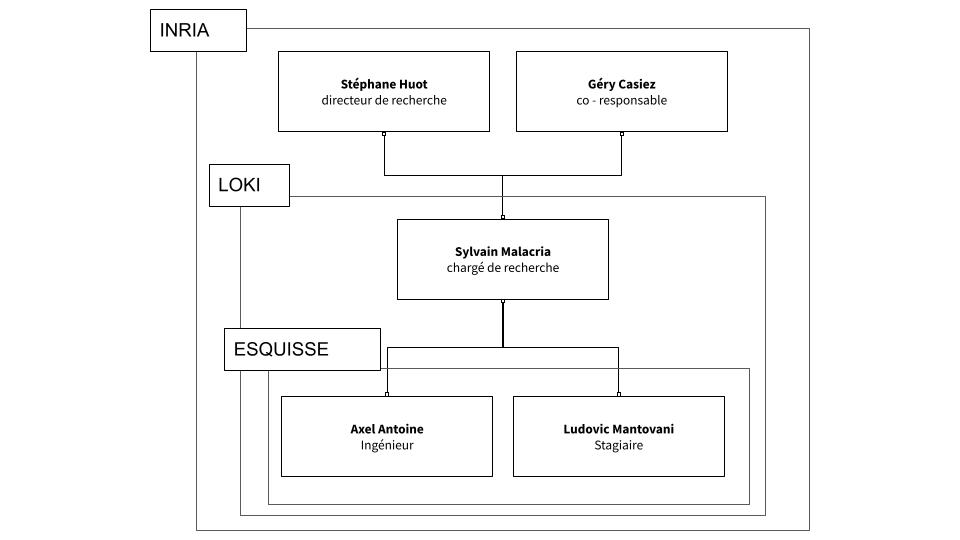 INRIA
Stéphane Huot
directeur de recherche
Géry Casiez
co - responsable
LOKI
Sylvain Malacria
chargé de recherche
ESQUISSE
Axel Antoine
Ingénieur
Ludovic Mantovani
Stagiaire